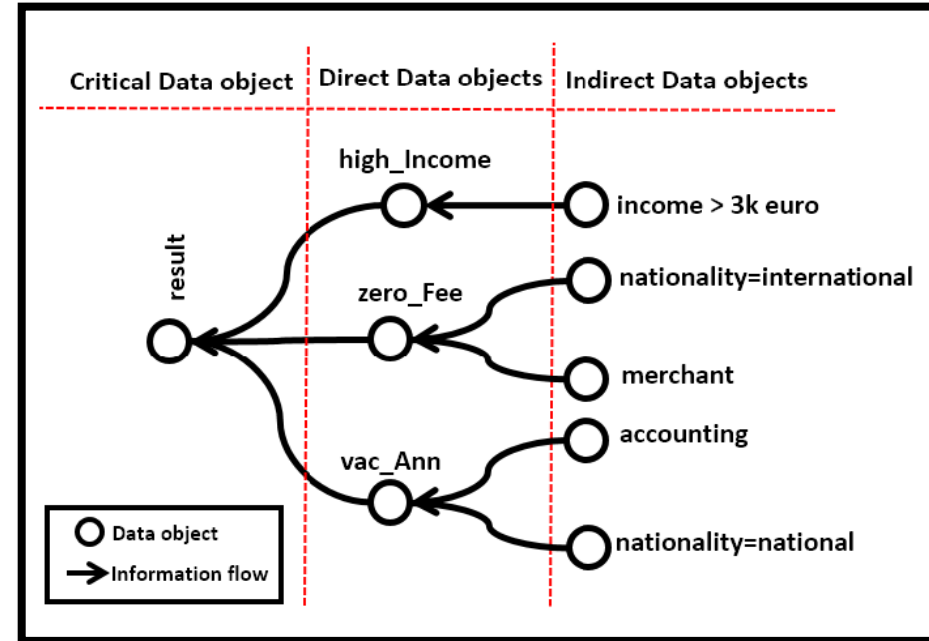 Critical Data object
Direct Data objects
Indirect Data objects
high_Income
income > 3k euro
result
nationality=international
zero_Fee
merchant
accounting
vac_Ann
nationality=national
Data object
Information flow